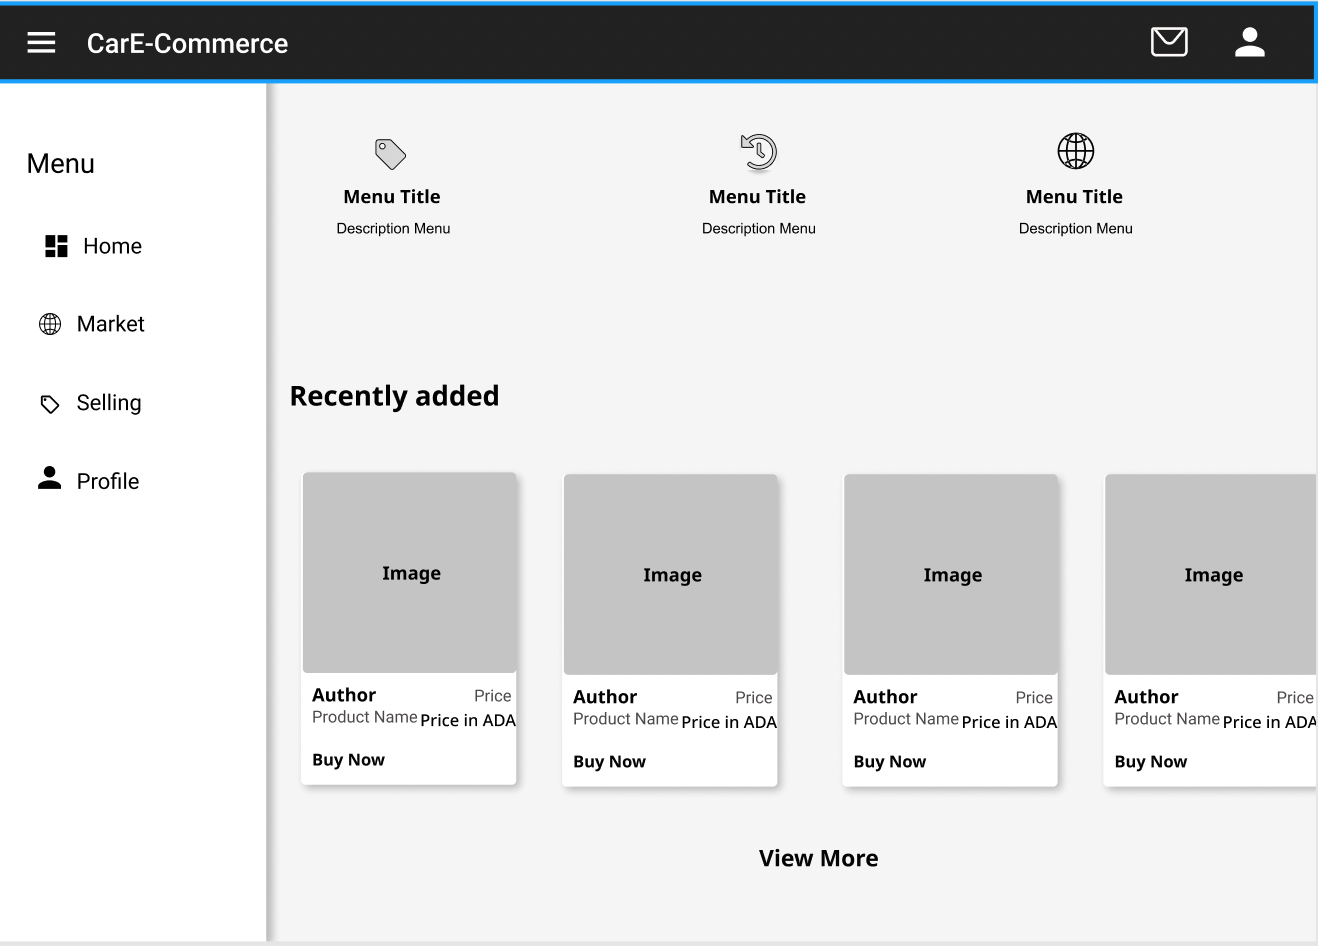 CarE-Commerce
Menu
Home
Market
Selling
Profile
Menu Title
Description Menu
Menu Title
Description Menu
Menu Title
Description Menu
Recently added
Image
Author Price
Product Name Price in ADA
Buy Now
Image
Author Price
Product Name Price in ADA
Buy Now
Image
Author Price
Product Name Price in ADA
Buy Now
Image
Author Price
Product Name Price in ADA
Buy Now
View More